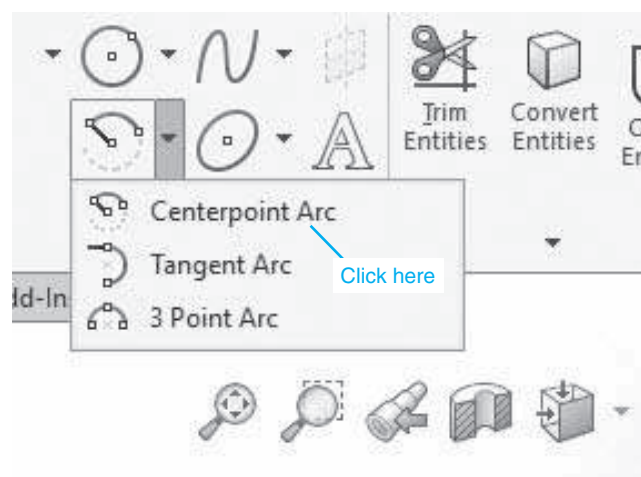 Trim
Entities
Convert
Entities
Centerpoint Arc
Tangent Arc
Click here
dd-In
3 Point Arc